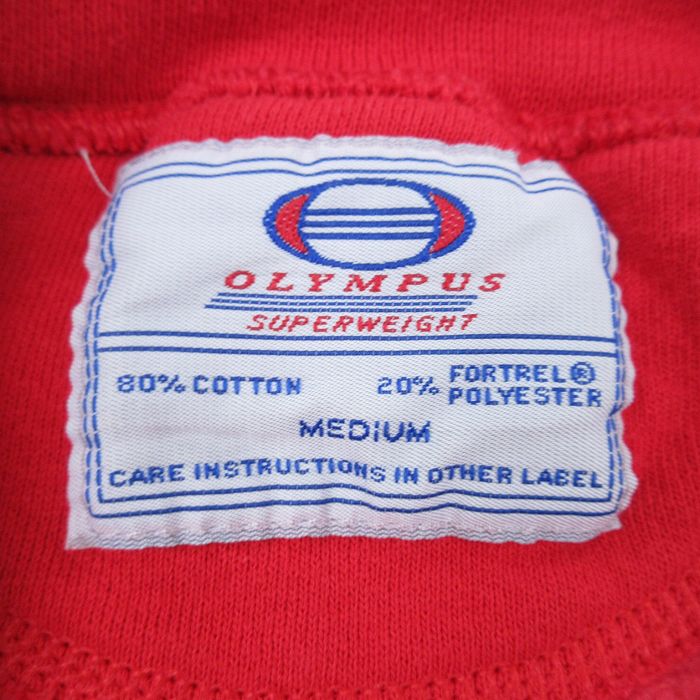 OLYMPUS
SUPERWEIGHT
80% COTTON 20% FORTREL® POLYESTER
MEDIUM
CARE INSTRUCTIONS IN OTHER LABEL